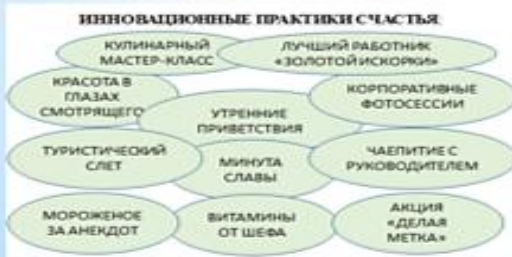 ИННОВАЦИОННЫЕ ПРАКТИКИ СЧАСТЬЯ
КУЛИНАРНЫЙ
МАСТЕР-КЛАСС
ЛУЧШИЙ РАБОТНИК
«ЗОЛОТОЙ ИСКОРКИ»
КРАСОТА В
ГЛАЗАХ
СМОТРЯЩЕГО
УТРЕННИЕ
ПРИВЕТСТВИЯ
КОРПОРАТИВНЫЕ
ФОТОСЕССИИ
ТУРИСТИЧЕСКИЙ
СЛЕТ
МИНУТА
СЛАВЫ
ЧАЕПИТИЕ С
РУКОВОДИТЕЛЕМ
МОРОЖЕНОЕ
ЗА АНЕКДОТ
ВИТАМИНЫ
ОТ ШЕФА
АКЦИЯ
«ДЕЛАЯ
МЕТКА»